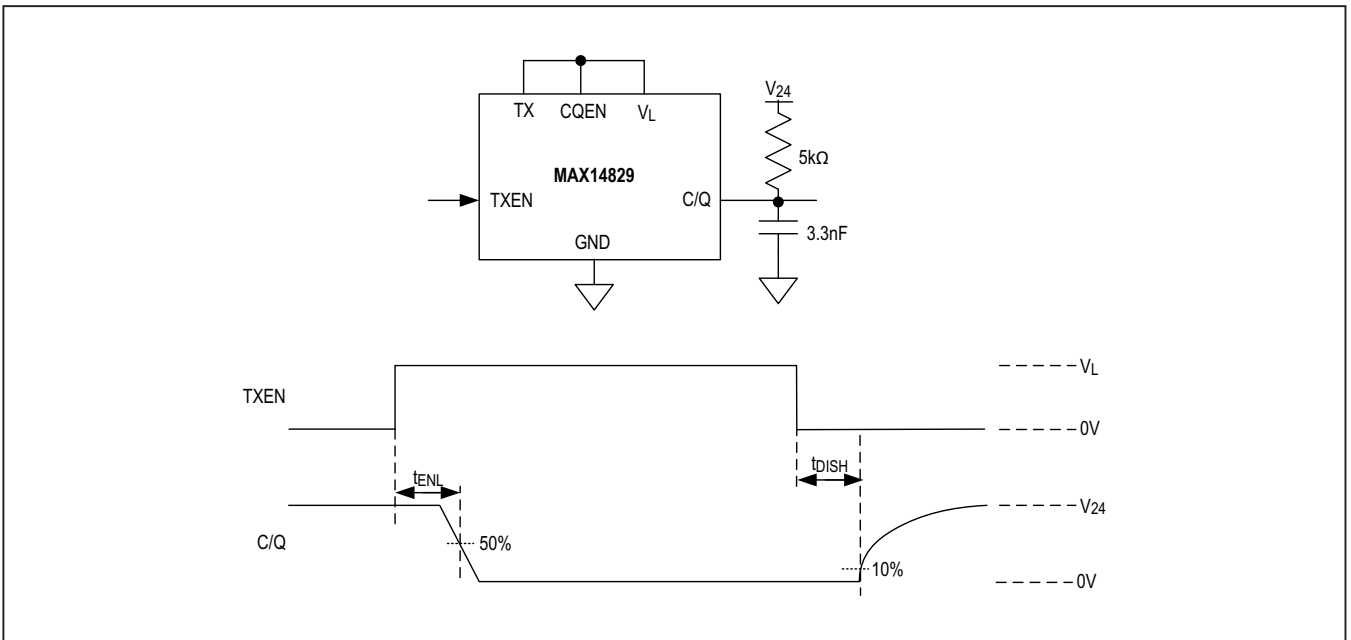 V24
TX CQEN VL
5kΩ
MAX14829
TXEN C/Q
3.3nF
GND
VL
TXEN
0V
tENL
tDISH
V24
C/Q
50%
10%
0V